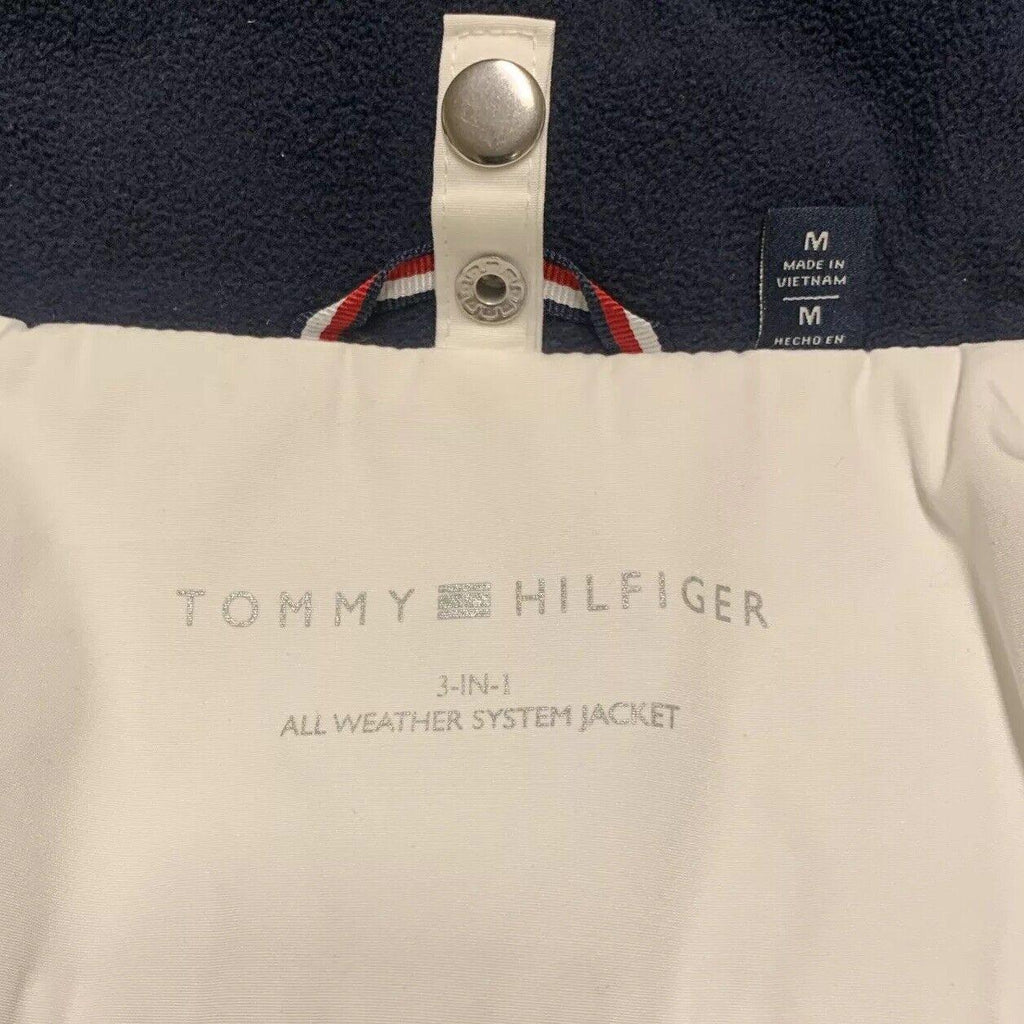 M
MADE IN
VIETNAM
M
HECHO EN
TOMMY HILFIGER
3-IN-1
ALL WEATHER SYSTEM JACKET